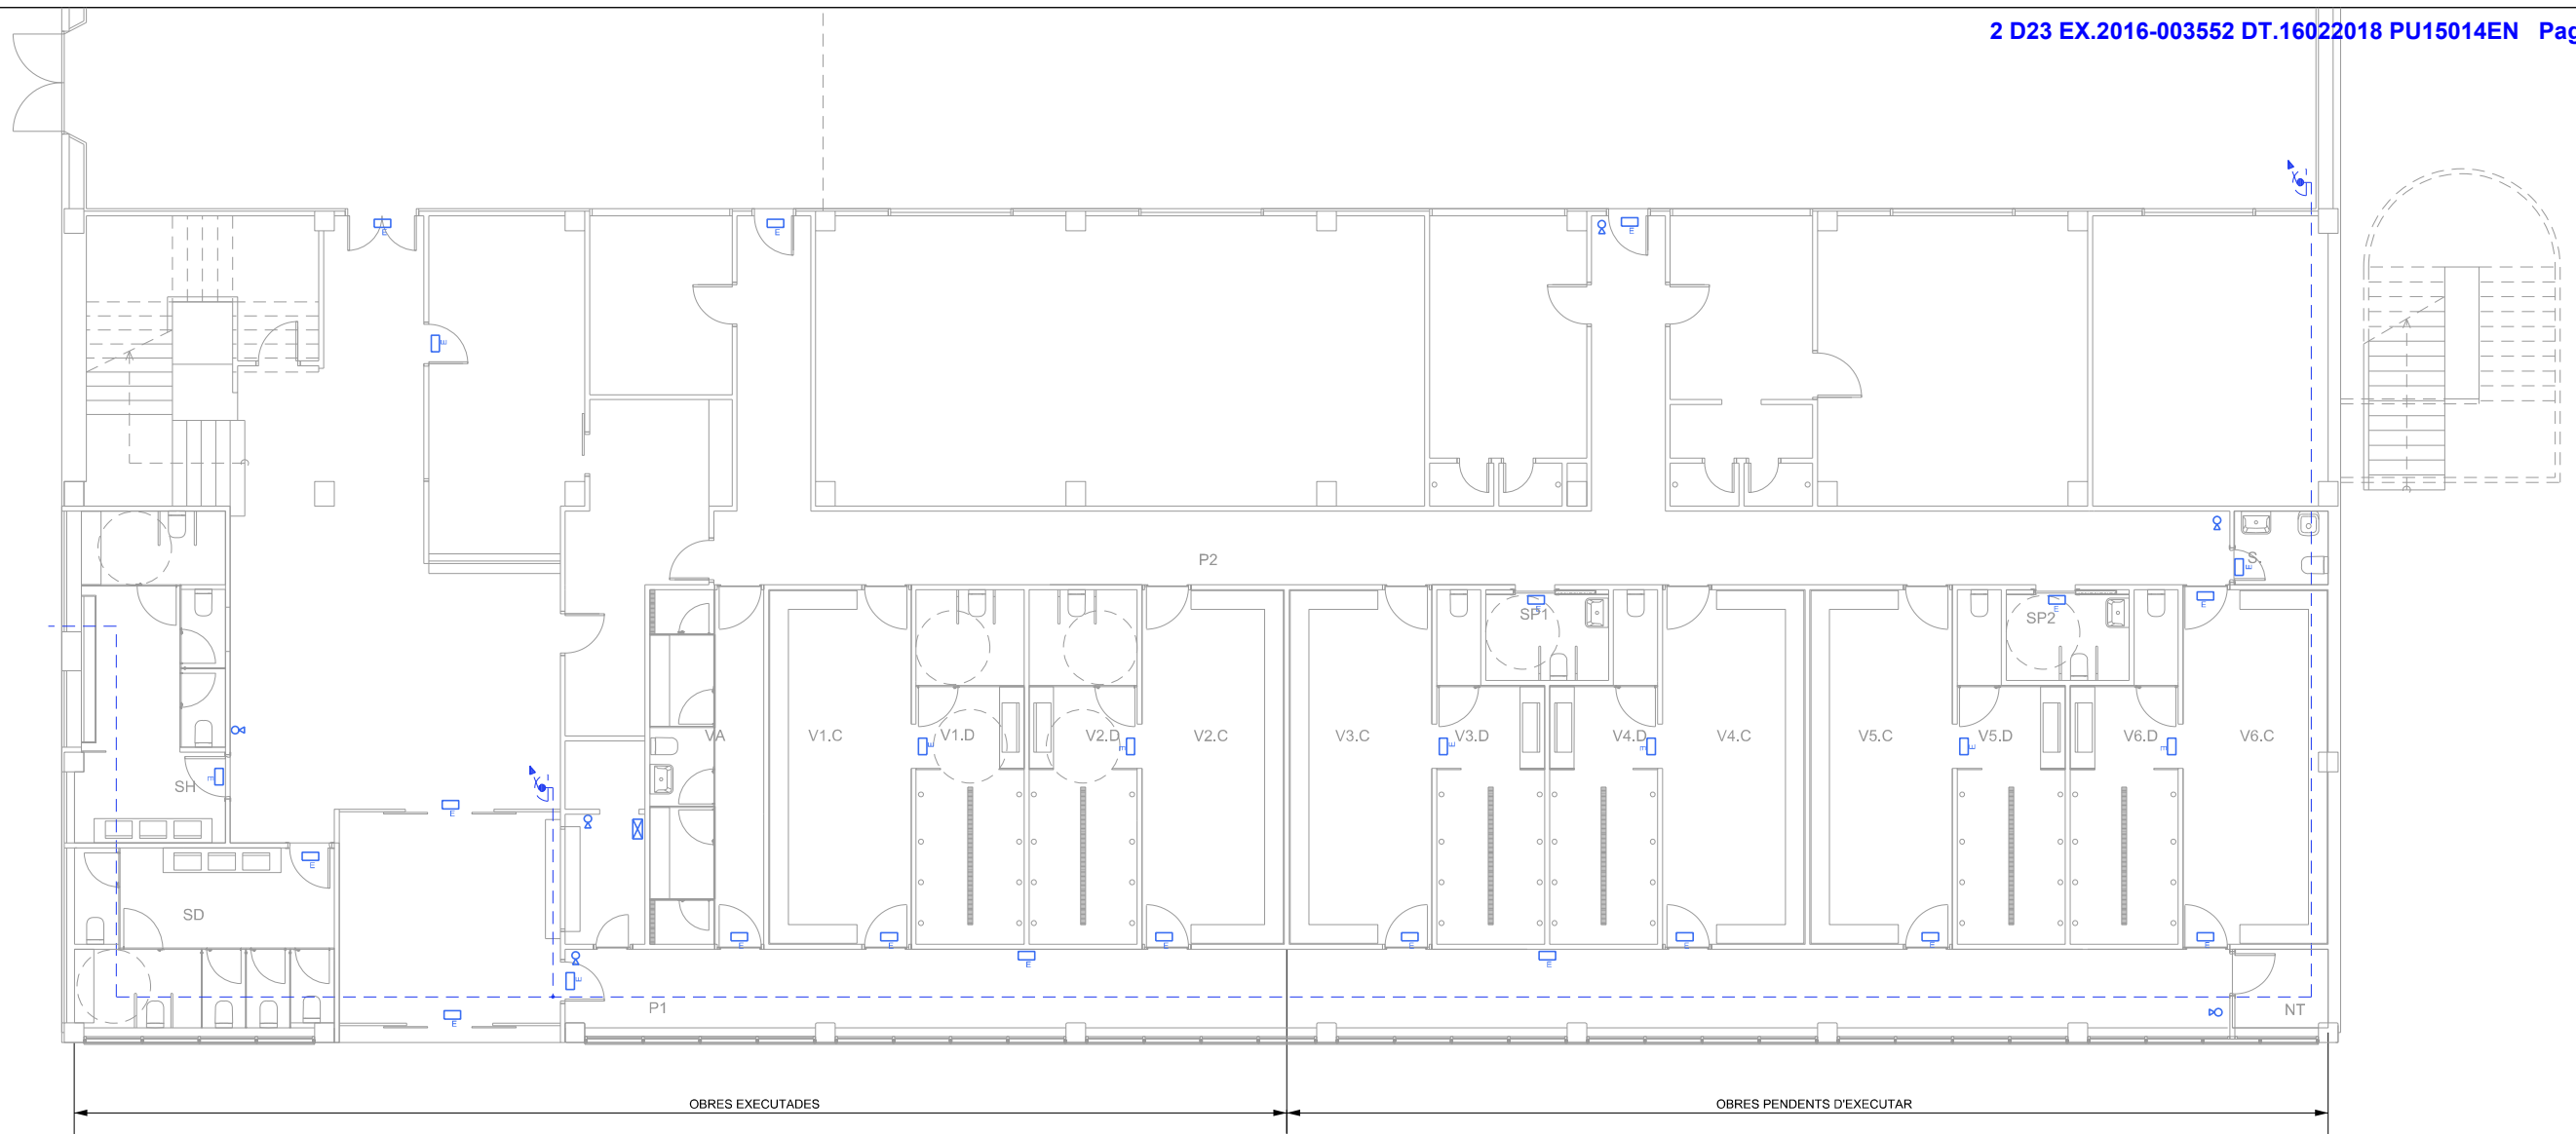 2 D23 EX.2016-003552 DT.16022018 PU15014EN Pag
E
E
E
E
P2
S.
E
E
SP1
E
SP2
E
E
VA
V1.C
V1.D
E
V2.D
E
V2.C
V3.C
V3.D
E
V4.D
E
V4.C
V5.C
V5.D
E
V6.D
E
V6.C
SH
E
E
E
SD
E
E
E
E
E
E
E
E
E
E
E
P1
E
NT
OBRES EXECUTADES
OBRES PENDENTS D'EXECUTAR